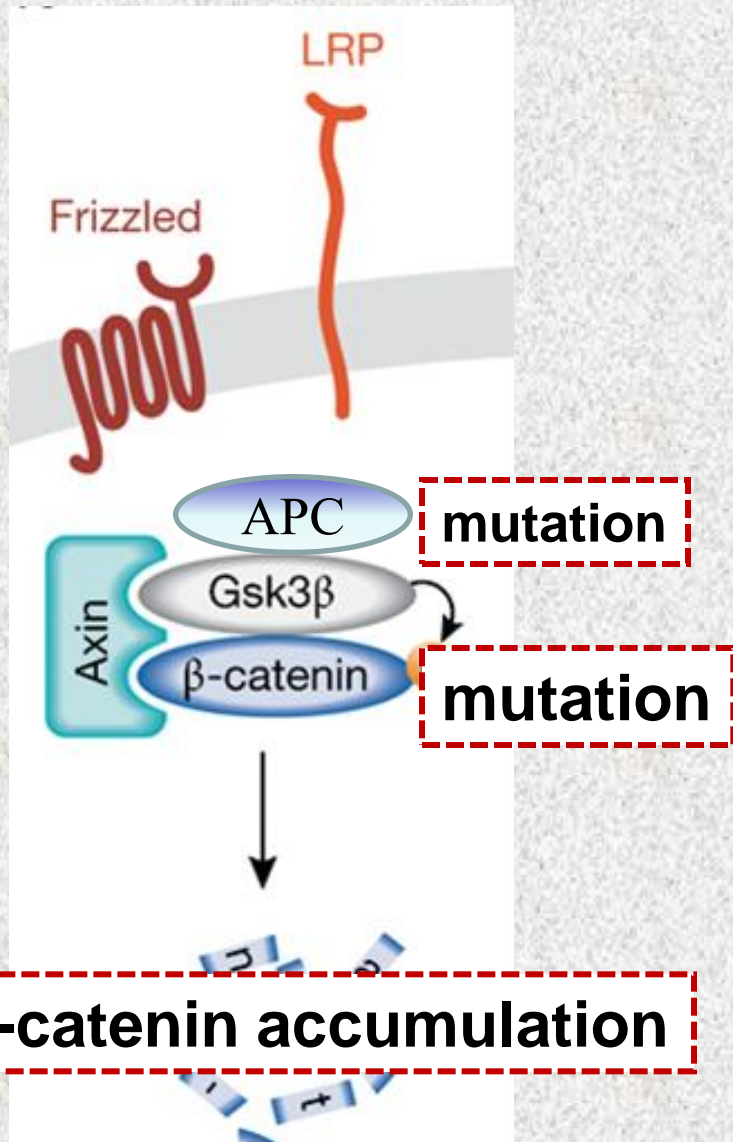 LRP
Frizzled
APC
mutation
Gsk3β
Axin
β-catenin
mutation
-catenin accumulation
n
t
-